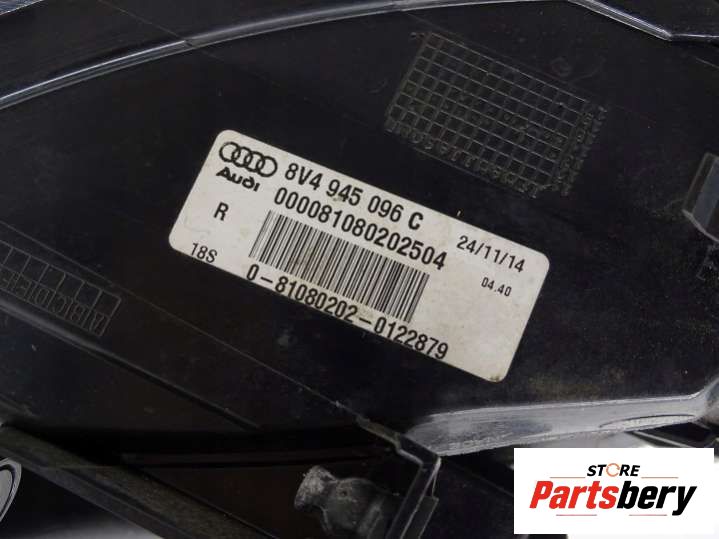 Audi
8V4 945 096 C
000081080202504
R
24/11/14
18S
04.40
0-81080202-0122879
STORE
Partsbery